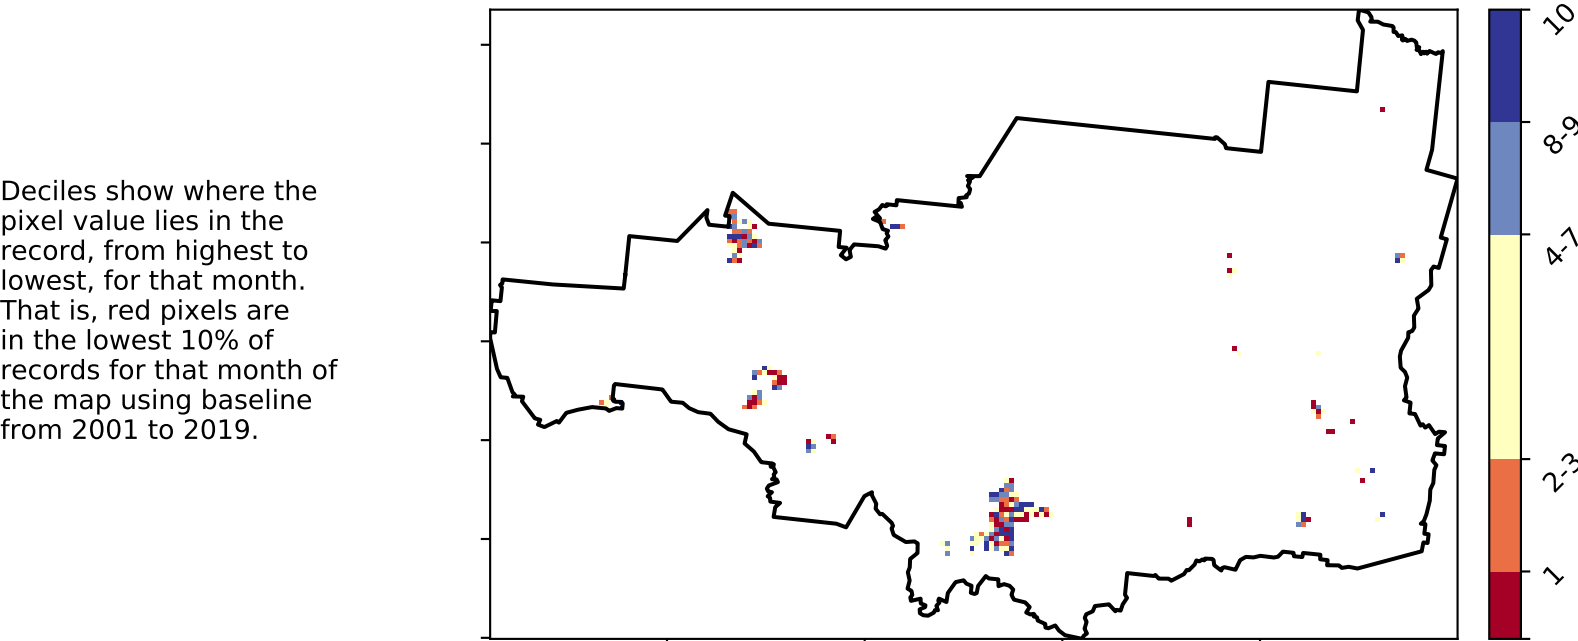 Deciles show where the
pixel value lies in the
record, from highest to
lowest, for that month.
That is, red pixels are
in the lowest 10% of
records for that month of
the map using baseline
from 2001 to 2019.
10
8-9
4-7
2-3
1